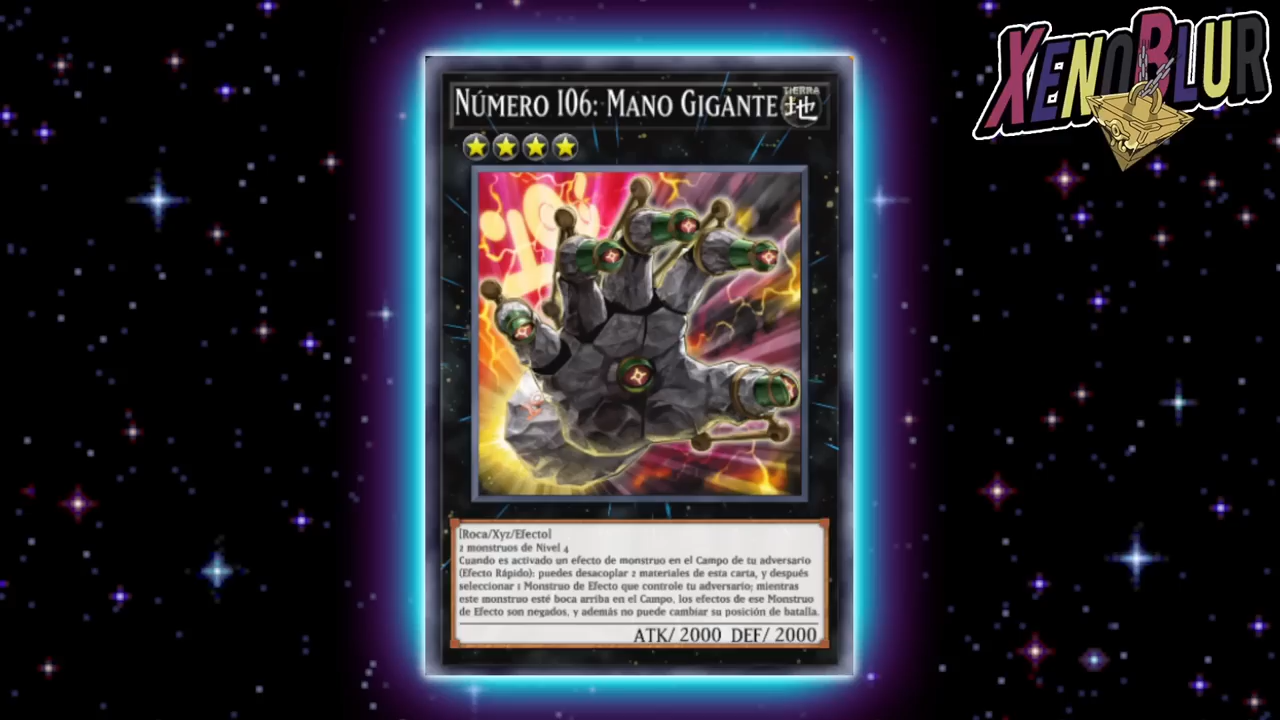 XENOBLUR
NÚMERO 106: MANO GIGANTE
TIERRA
地
106
[Roca/Xyz/Efecto]
2 monstruos de Nivel 4
Cuando es activado un efecto de monstruo en el Campo de tu adversario
(Efecto Rápido): puedes desacoplar 2 materiales de esta carta, y después
seleccionar 1 Monstruo de Efecto que controle tu adversario; mientras
este monstruo esté boca arriba en el Campo, los efectos de ese Monstruo
de Efecto son negados, y además no puede cambiar su posición de batalla.
ATK/ 2000 DEF/ 2000